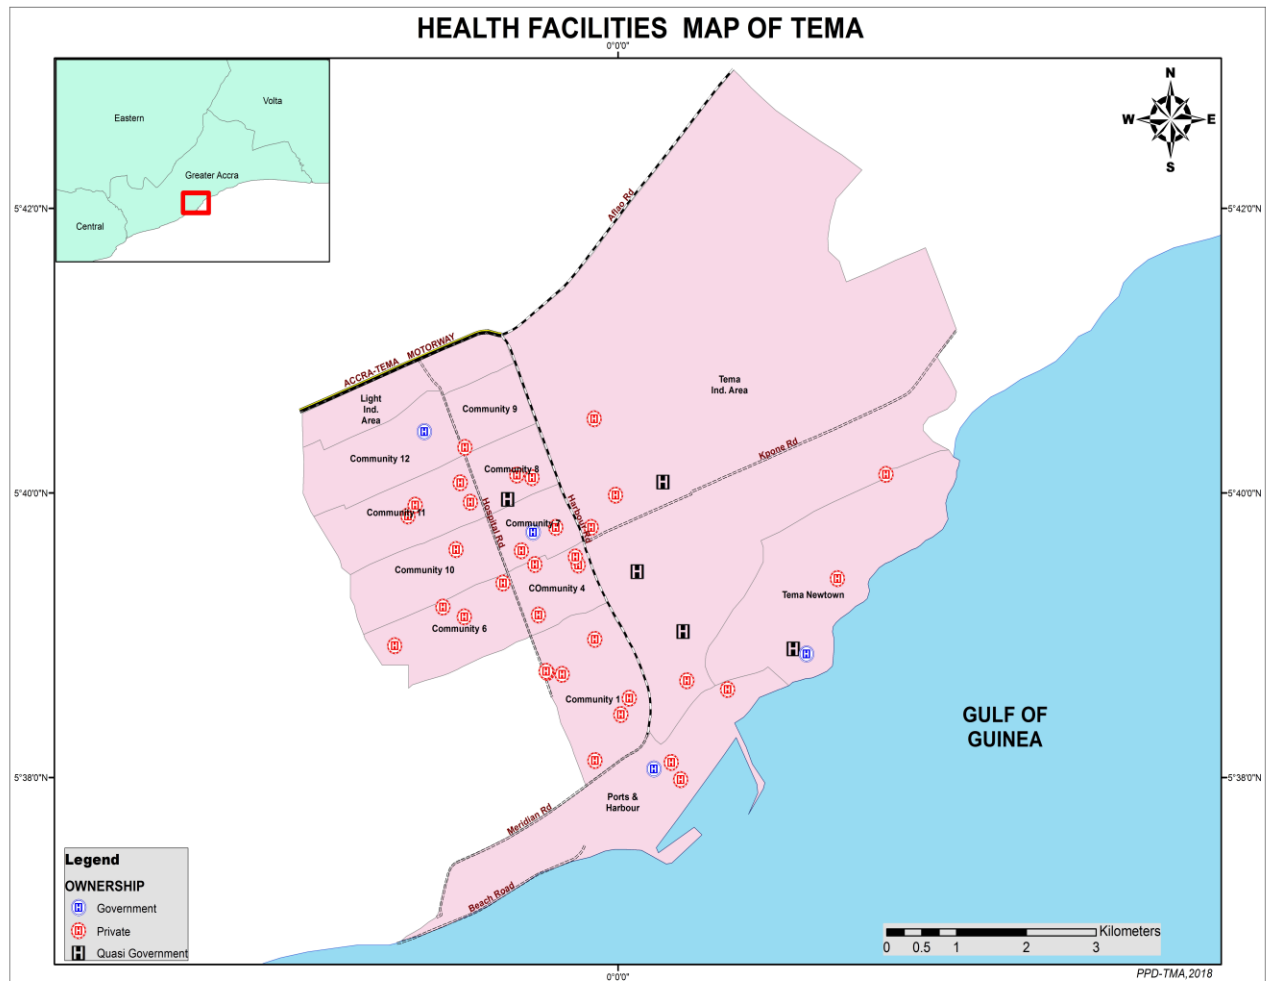 HEALTH FACILITIES MAP OF TEMA
0°0'0"
Eastern
Volta
Greater Accra
Central
N
W
E
S
5°42'0"N
5°42'0"N
Aflao Rd
ACCRA-TEMA MOTORWAY
Light
Ind.
Area
Tema
Ind. Area
Community 9
Community 12
Community 8
Kpone Rd
5°40'0"N
5°40'0"N
Community 11
Hospital Rd
Community 7
Harbour Rd
Community 10
COmmunity 4
Tema Newtown
Community 6
Community 1
GULF OF
GUINEA
5°38'0"N
5°38'0"N
Ports &
Harbour
Meridian Rd
Beach Road
Legend
OWNERSHIP
H Government
H Private
H Quasi Government
Kilometers
0 0.5 1 2 3
0°0'0"
PPD-TMA,2018